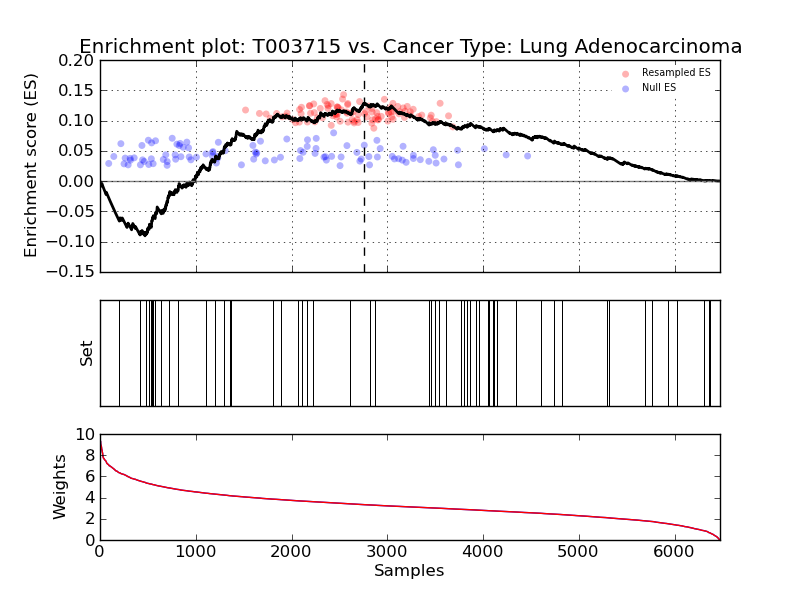 Enrichment plot: T003715 vs. Cancer Type: Lung Adenocarcinoma
Enrichment score (ES)
0.20
0.15
0.10
0.05
0.00
−0.05
−0.10
−0.15
Resampled ES
Null ES
Set
Weights
10
8
6
4
2
0
0 1000 2000 3000 4000 5000 6000
Samples